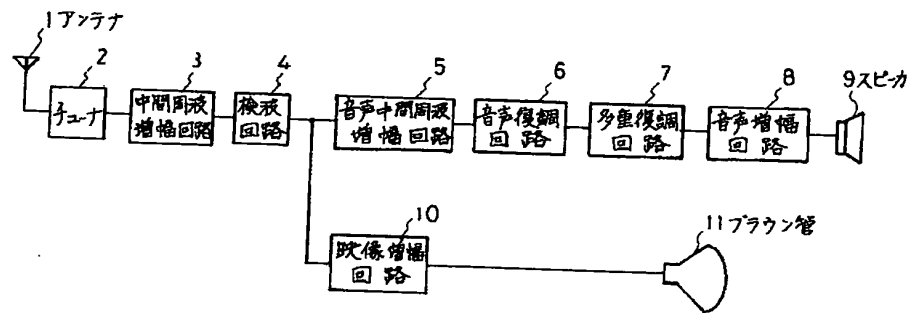 1 アンテナ
2
チューナ
3
中間周波
増幅回路
4
検波
回路
5
音声中間周波
増幅回路
6
音声復調
回路
7
多重復調
回路
8
音声増幅
回路
9 スピーカ
10
映像増幅
回路
11 ブラウン管